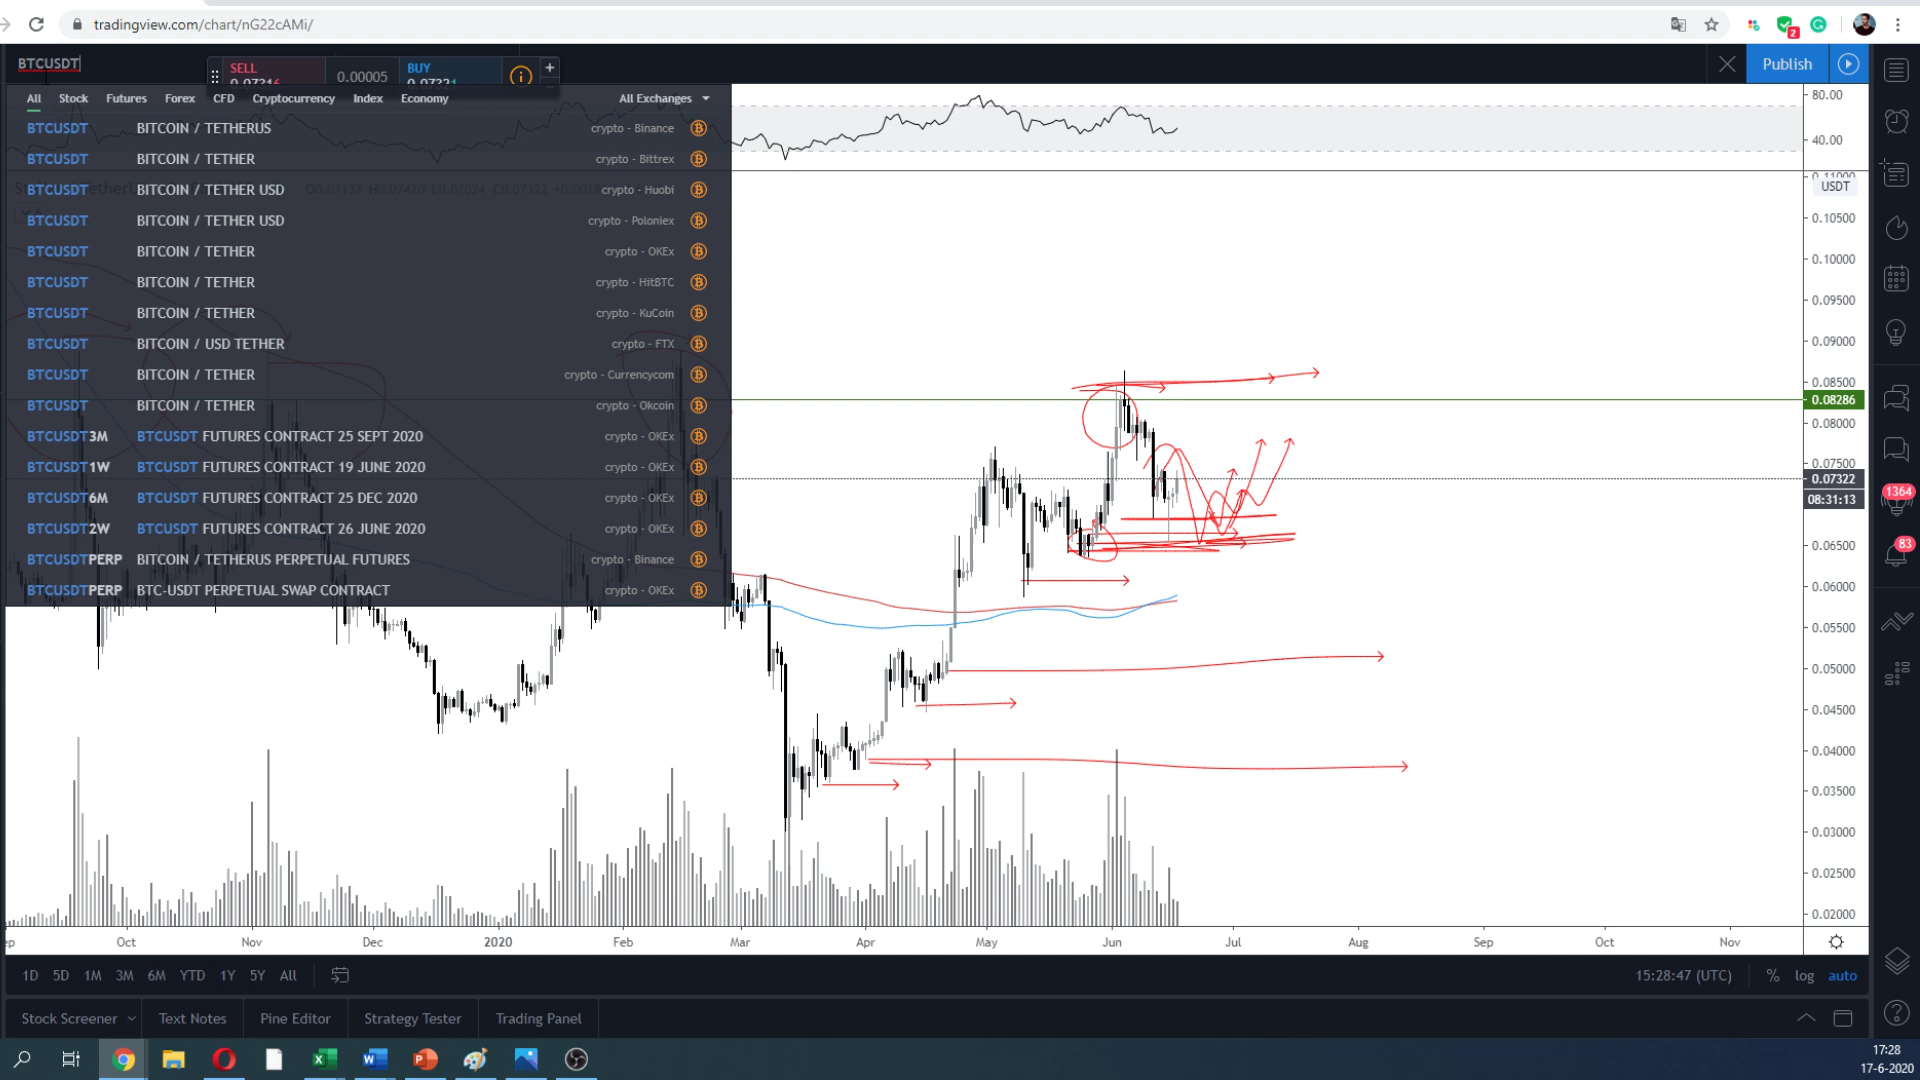 tradingview.com/chart/nG22cAMi/
2
BTCUSDT
SELL
0.00005
BUY
Publish
All Stock Futures Forex CFD Cryptocurrency Index Economy All Exchanges
BTCUSDT BITCOIN / TETHERUS crypto - Binance
BTCUSDT BITCOIN / TETHER crypto - Bittrex
BTCUSDT BITCOIN / TETHER USD crypto - Huobi
BTCUSDT BITCOIN / TETHER USD crypto - Poloniex
BTCUSDT BITCOIN / TETHER crypto - OKEx
BTCUSDT BITCOIN / TETHER crypto - HitBTC
BTCUSDT BITCOIN / TETHER crypto - KuCoin
BTCUSDT BITCOIN / USD TETHER crypto - FTX
BTCUSDT BITCOIN / TETHER crypto - Currencycom
BTCUSDT BITCOIN / TETHER crypto - Okcoin
BTCUSDT3M BTCUSDT FUTURES CONTRACT 25 SEPT 2020 crypto - OKEx
BTCUSDT1W BTCUSDT FUTURES CONTRACT 19 JUNE 2020 crypto - OKEx
BTCUSDT6M BTCUSDT FUTURES CONTRACT 25 DEC 2020 crypto - OKEx
BTCUSDT2W BTCUSDT FUTURES CONTRACT 26 JUNE 2020 crypto - OKEx
BTCUSDTPERP BITCOIN / TETHERUS PERPETUAL FUTURES crypto - Binance
BTCUSDTPERP BTC-USDT PERPETUAL SWAP CONTRACT crypto - OKEx
80.00
40.00
USDT
0.10500
0.10000
0.09500
0.09000
0.08500
0.08286
0.08000
0.07500
0.07322
08:31:13
0.06500
0.06000
0.05500
0.05000
0.04500
0.04000
0.03500
0.03000
0.02500
0.02000
1364
83
Oct Nov Dec 2020 Feb Mar Apr May Jun Jul Aug Sep Oct Nov
1D 5D 1M 3M 6M YTD 1Y 5Y All 15:28:47 (UTC) % log auto
Stock Screener Text Notes Pine Editor Strategy Tester Trading Panel
17:28
17-6-2020